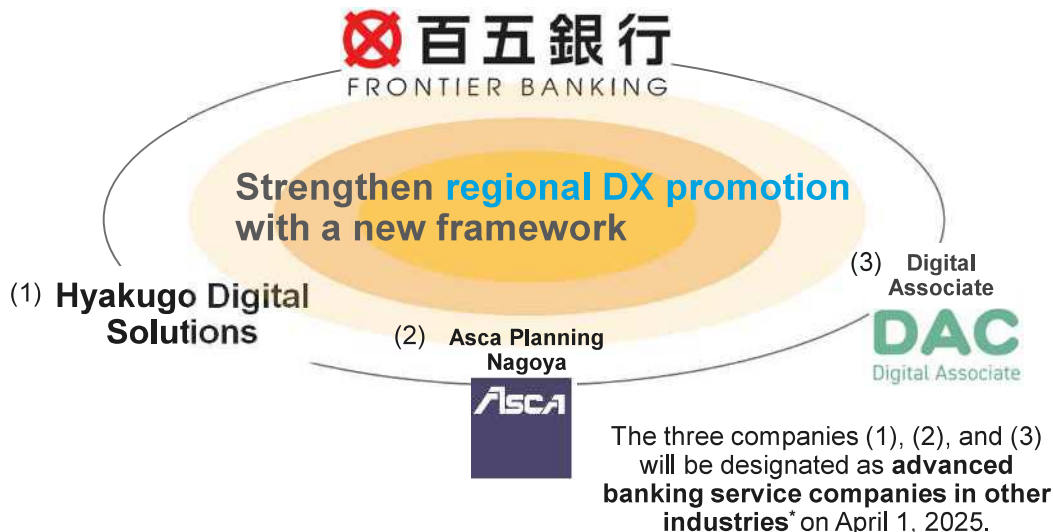 百五銀行
FRONTIER BANKING
Strengthen regional DX promotion
with a new framework
(1) Hyakugo Digital
Solutions
(2) Asca Planning
Nagoya
ASCA
(3) Digital
Associate
DAC
Digital Associate
The three companies (1), (2), and (3)
will be designated as advanced
banking service companies in other
industries* on April 1, 2025.